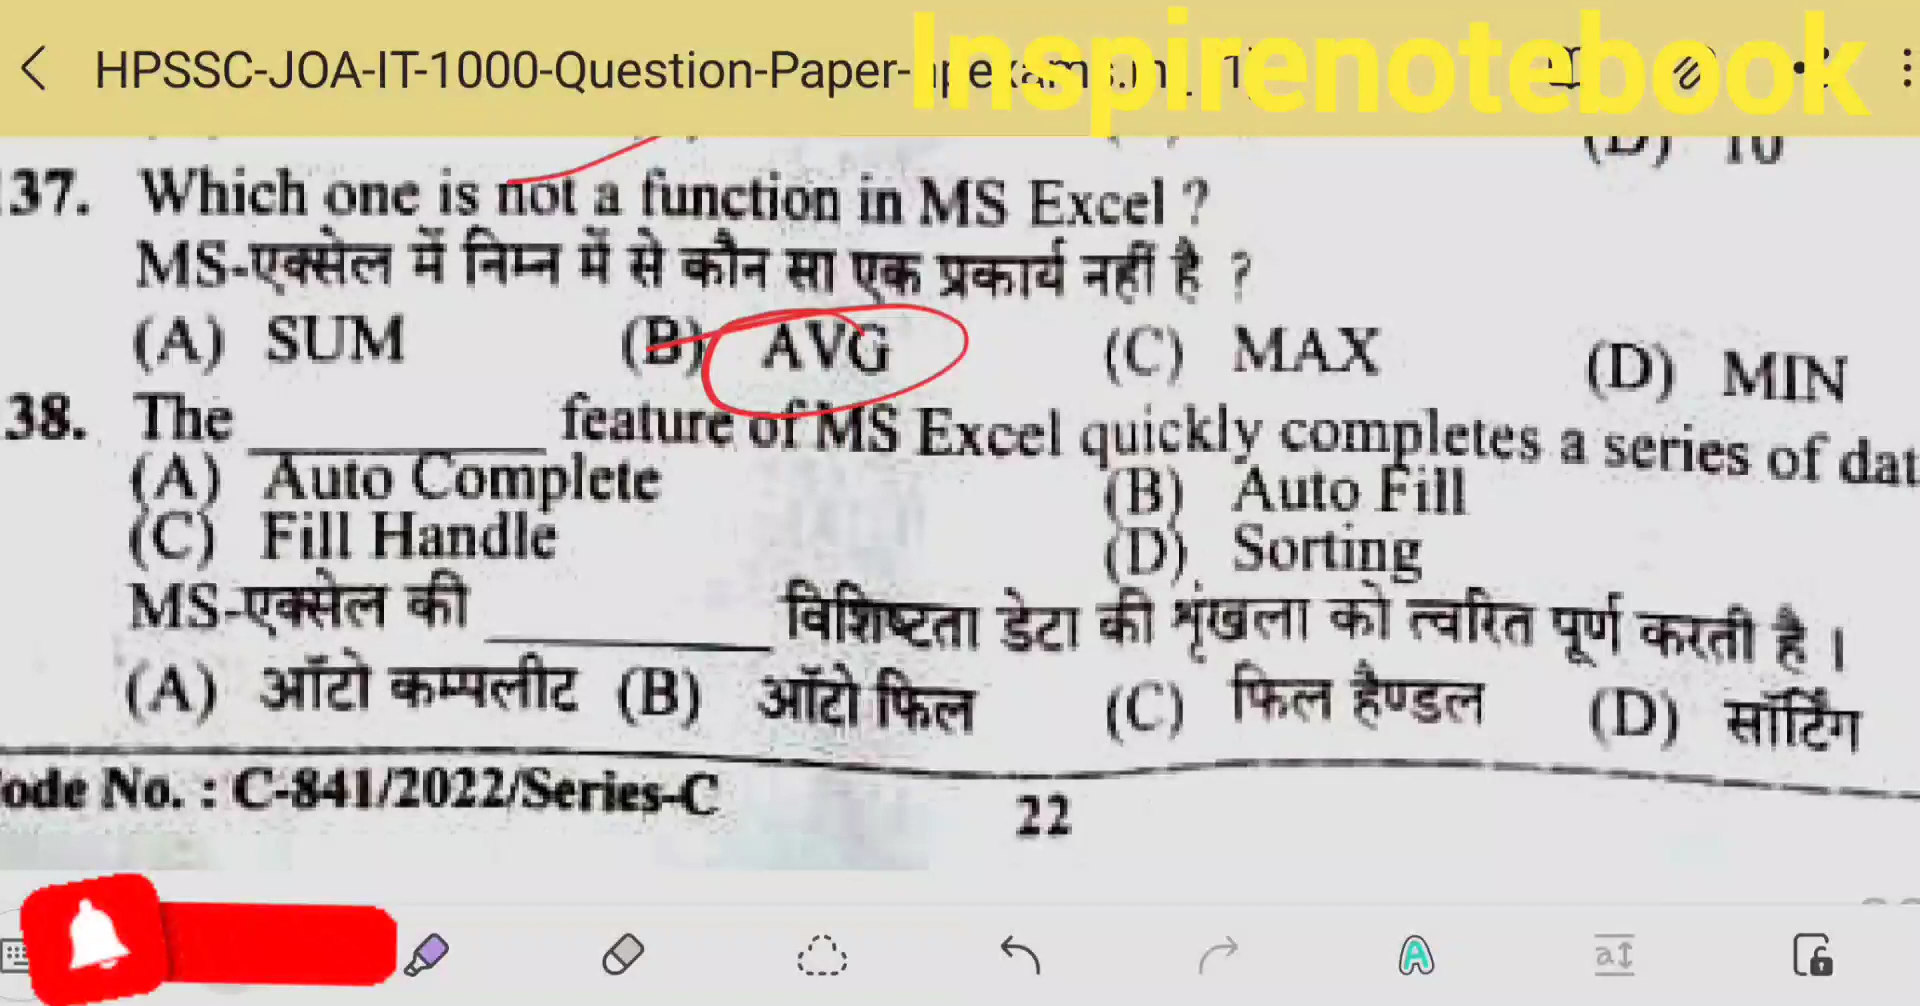 HPSSC-JOA-IT-1000-Question-Paper-
Inspirenotebook
(D) 10
37. Which one is not a function in MS Excel ?
MS-एक्सेल में निम्न में से कौन सा एक प्रकार्य नहीं है ?
(A) SUM (B) AVG (C) MAX (D) MIN
38. The __________ feature of MS Excel quickly completes a series of dat
(A) Auto Complete (B) Auto Fill
(C) Fill Handle (D) Sorting
MS-एक्सेल की __________ विशिष्टता डेटा की शृंखला को त्वरित पूर्ण करती है ।
(A) ऑटो कम्पलीट (B) ऑटो फिल (C) फिल हैण्डल (D) सॉर्टिंग
ode No. : C-841/2022/Series-C 22